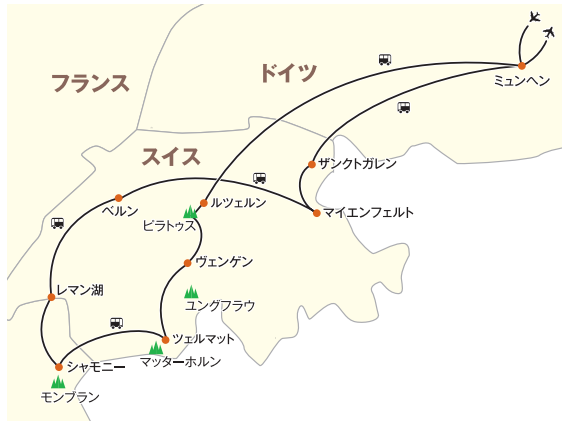 ドイツ
フランス
ミュンヘン
スイス
ザンクトガレン
ベルン
ルツェルン
マイエンフェルト
ピラトゥス
ヴェンゲン
レマン湖
ユングフラウ
ツェルマット
マッターホルン
シャモニー
モンブラン